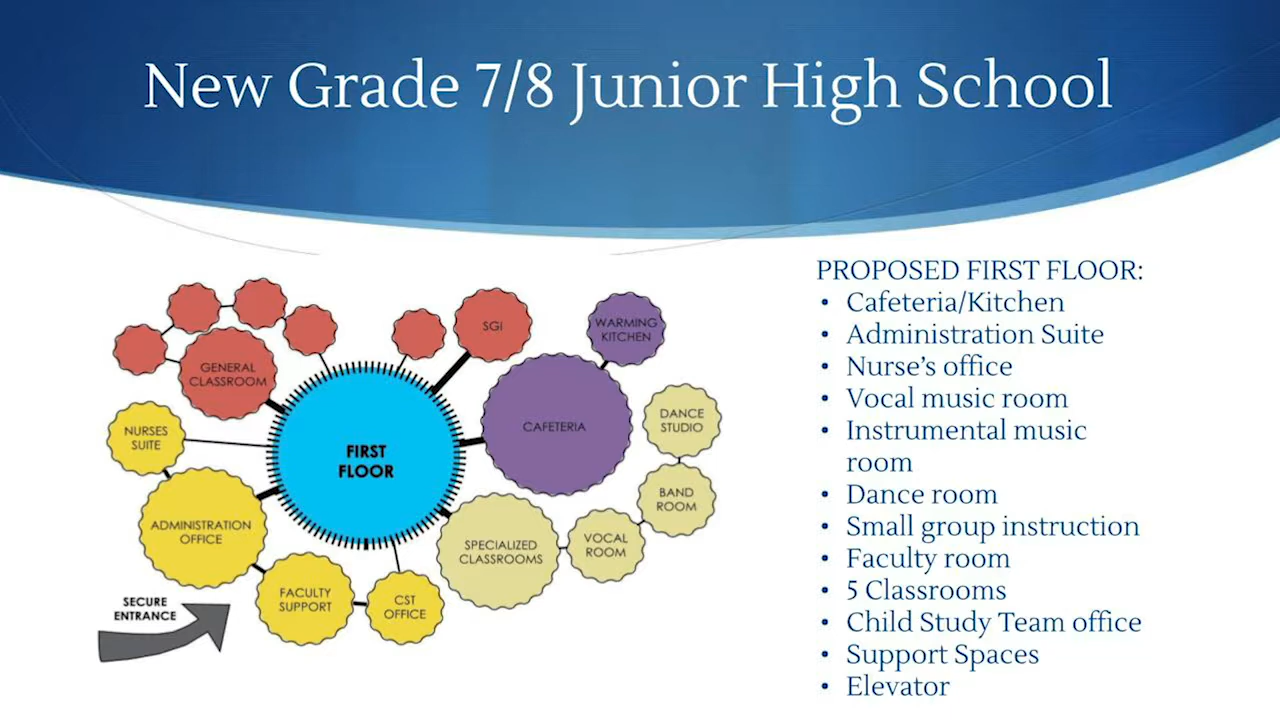 New Grade 7/8 Junior High School
SGI
WARMING
KITCHEN
GENERAL
CLASSROOM
DANCE
STUDIO
NURSES
SUITE
CAFETERIA
FIRST
FLOOR
BAND
ROOM
ADMINISTRATION
OFFICE
SPECIALIZED
CLASSROOMS
VOCAL
ROOM
FACULTY
SUPPORT
CST
OFFICE
SECURE
ENTRANCE
PROPOSED FIRST FLOOR:
• Cafeteria/Kitchen
• Administration Suite
• Nurse's office
• Vocal music room
• Instrumental music
room
• Dance room
• Small group instruction
• Faculty room
• 5 Classrooms
• Child Study Team office
• Support Spaces
• Elevator